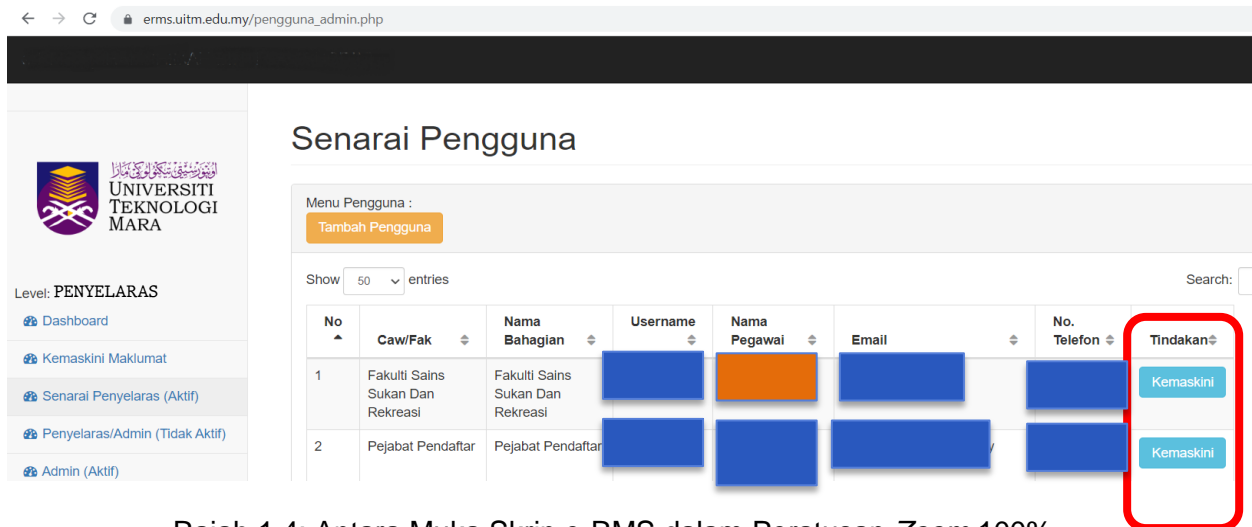 erms.uitm.edu.my/pengguna_admin.php
Senarai Pengguna
UNIVERSITI
TEKNOLOGI
MARA
Menu Pengguna :
Tambah Pengguna
Show 50 entries
Search:
Level: PENYELARAS
Dashboard
Kemaskini Maklumat
Senarai Penyelaras (Aktif)
Penyelaras/Admin (Tidak Aktif)
Admin (Aktif)
No Caw/Fak Nama Bahagian Username Nama Pegawai Email No. Telefon Tindakan
1 Fakulti Sains Fakulti Sains Kemaskini
Sukan Dan Sukan Dan
Rekreasi Rekreasi
2 Pejabat Pendaftar Pejabat Pendaftar y Kemaskini
Rajah 1.4: Antara Muka Skrin e-RMS dalam Peratusan Zoom 100%